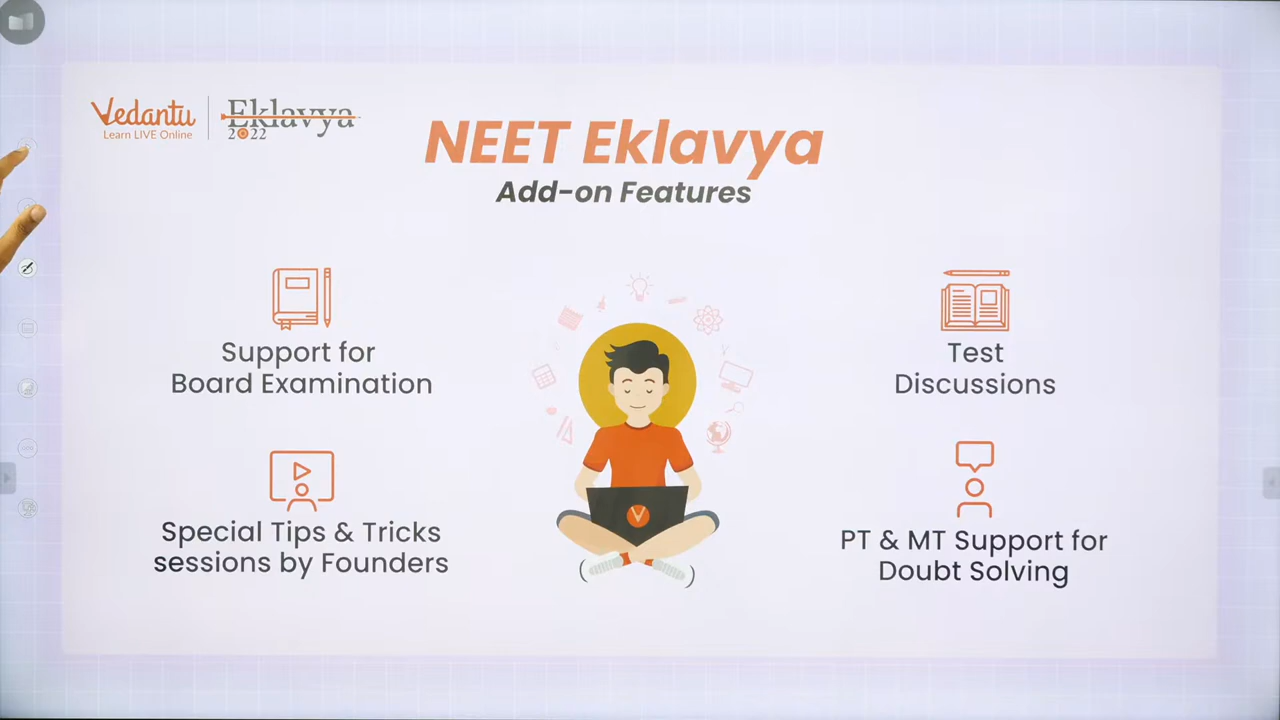 Vedantu
Learn LIVE Online
Eklavya
2022
NEET Eklavya
Add-on Features
Support for
Board Examination
Test
Discussions
Special Tips & Tricks
sessions by Founders
PT & MT Support for
Doubt Solving